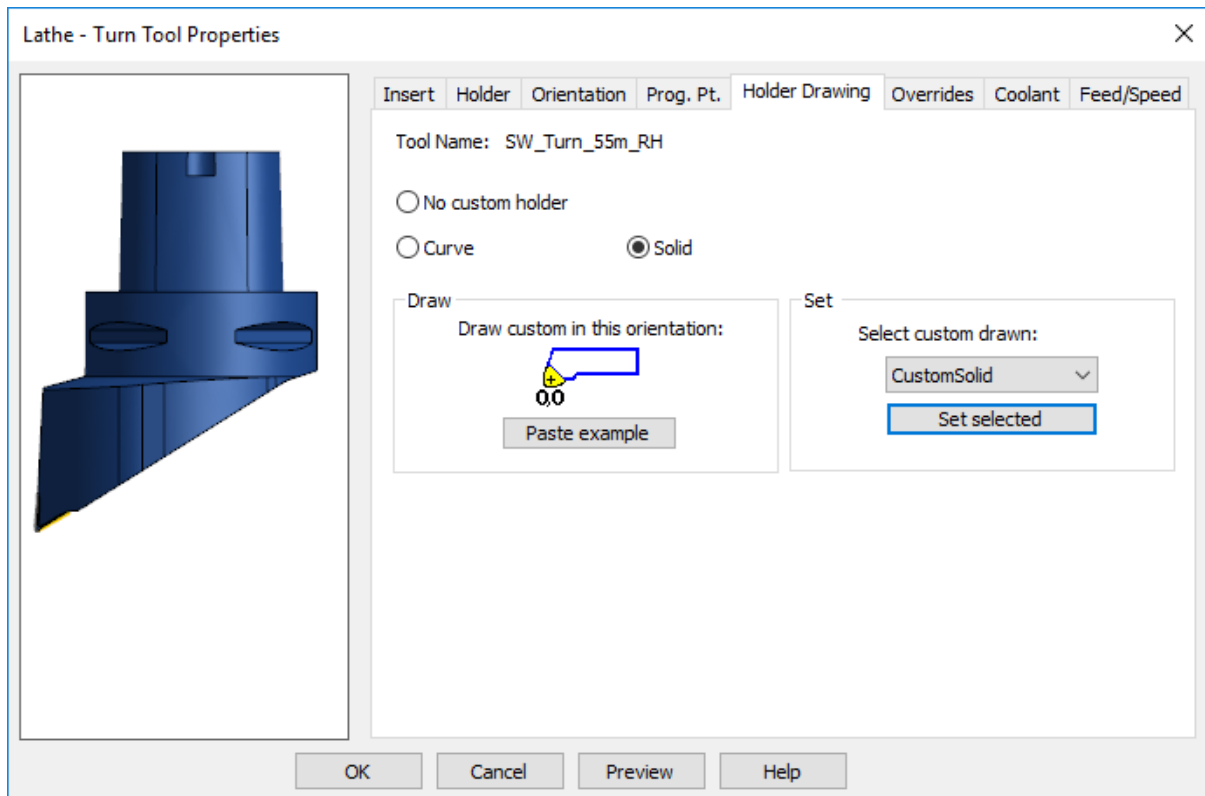 Lathe - Turn Tool Properties
Insert Holder Orientation Prog. Pt. Holder Drawing Overrides Coolant Feed/Speed
Tool Name: SW_Turn_55m_RH
No custom holder
Curve Solid
Draw
Draw custom in this orientation:
0,0
Paste example
Set
Select custom drawn:
CustomSolid
Set selected
OK Cancel Preview Help